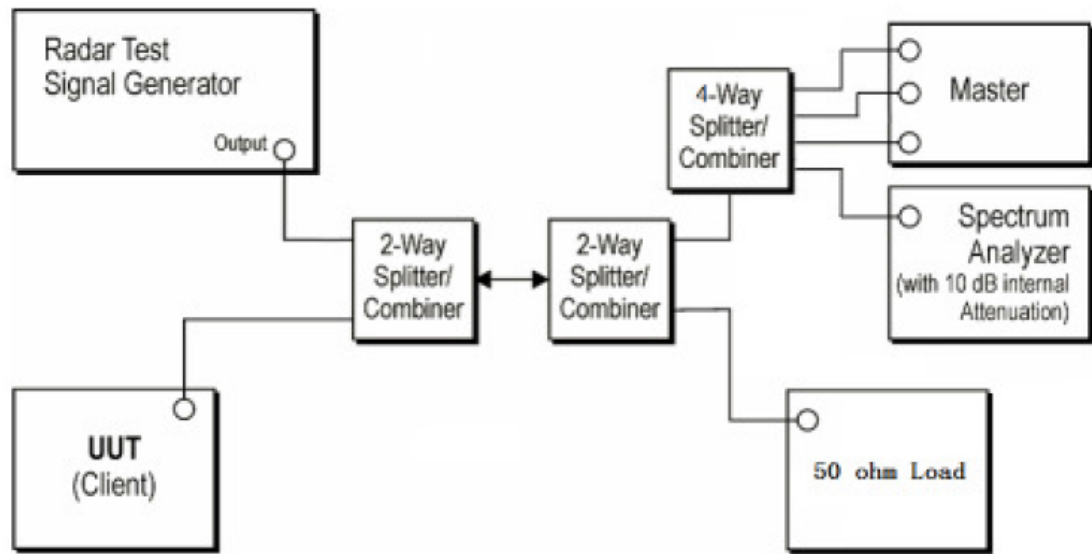 Radar Test
Signal Generator
Output
4-Way
Splitter/
Combiner
Master
2-Way
Splitter/
Combiner
2-Way
Splitter/
Combiner
Spectrum
Analyzer
(with 10 dB internal
Attenuation)
UUT
(Client)
50 ohm Load